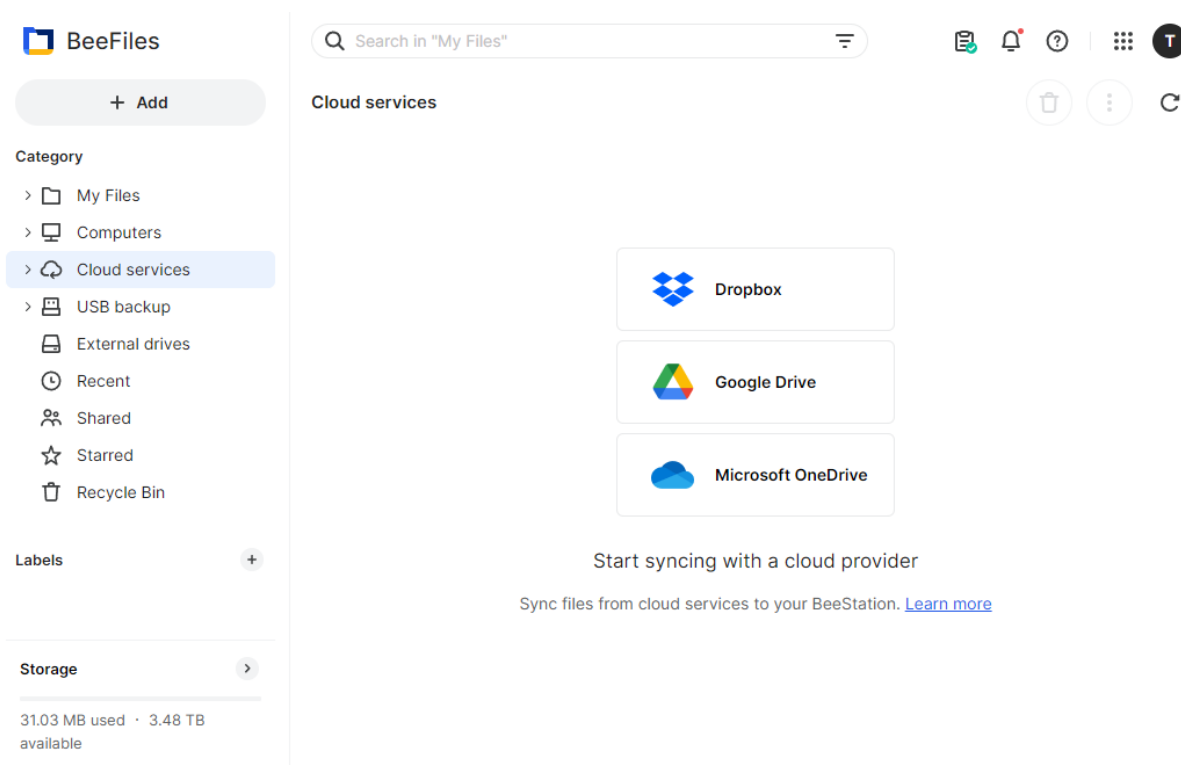 BeeFiles
Search in "My Files"
T
+ Add
Cloud services
Category
My Files
Computers
Cloud services
USB backup
External drives
Recent
Shared
Starred
Recycle Bin
Dropbox
Google Drive
Microsoft OneDrive
Start syncing with a cloud provider
Sync files from cloud services to your BeeStation. Learn more
Labels
Storage
31.03 MB used · 3.48 TB
available